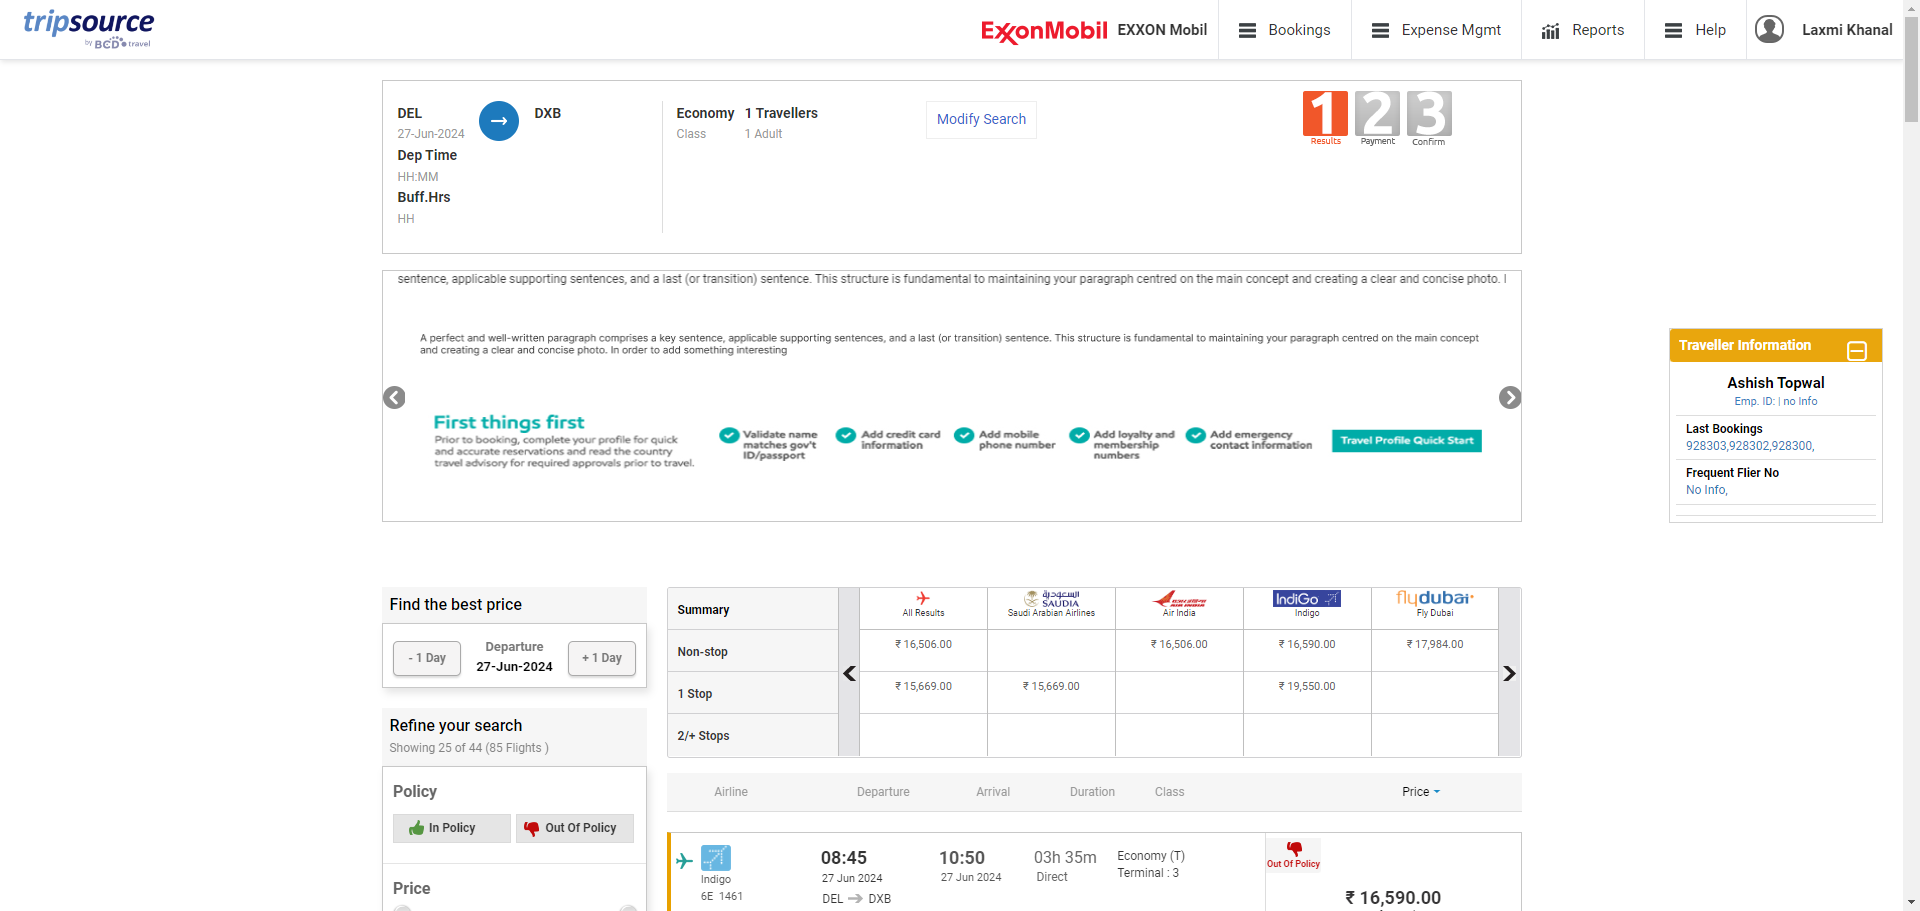 tripsource
by BCD travel
ExxonMobil EXXON Mobil
Bookings
Expense Mgmt
Reports
Help
Laxmi Khanal
DEL
27-Jun-2024
DXB
Dep Time
HH:MM
Buff.Hrs
HH
Economy
Class
1 Travellers
1 Adult
Modify Search
1 2 3
Results Payment Confirm
sentence, applicable supporting sentences, and a last (or transition) sentence. This structure is fundamental to maintaining your paragraph centred on the main concept and creating a clear and concise photo. I
A perfect and well-written paragraph comprises a key sentence, applicable supporting sentences, and a last (or transition) sentence. This structure is fundamental to maintaining your paragraph centred on the main concept
and creating a clear and concise photo. In order to add something interesting
First things first
Prior to booking, complete your profile for quick
and accurate reservations and read the country
travel advisory for required approvals prior to travel.
Validate name
matches gov't
ID/passport
Add credit card
information
Add mobile
phone number
Add loyalty and
membership
numbers
Add emergency
contact information
Travel Profile Quick Start
Traveller Information
Ashish Topwal
Emp. ID: | no Info
Last Bookings
928303,928302,928300,
Frequent Flier No
No Info,
Find the best price
- 1 Day
Departure
27-Jun-2024
+ 1 Day
Refine your search
Showing 25 of 44 (85 Flights )
Policy
In Policy
Out Of Policy
Price
Summary
All Results
السعودية
SAUDIA
Saudi Arabian Airlines
AIR INDIA
Air India
IndiGo
Indigo
flydubai
Fly Dubai
Non-stop
₹ 16,506.00
₹ 16,506.00
₹ 16,590.00
₹ 17,984.00
1 Stop
₹ 15,669.00
₹ 15,669.00
₹ 19,550.00
2/+ Stops
Airline Departure Arrival Duration Class Price
Indigo
6E 1461
08:45
27 Jun 2024
DEL DXB
10:50
27 Jun 2024
03h 35m
Direct
Economy (T)
Terminal : 3
Out Of Policy
₹ 16,590.00